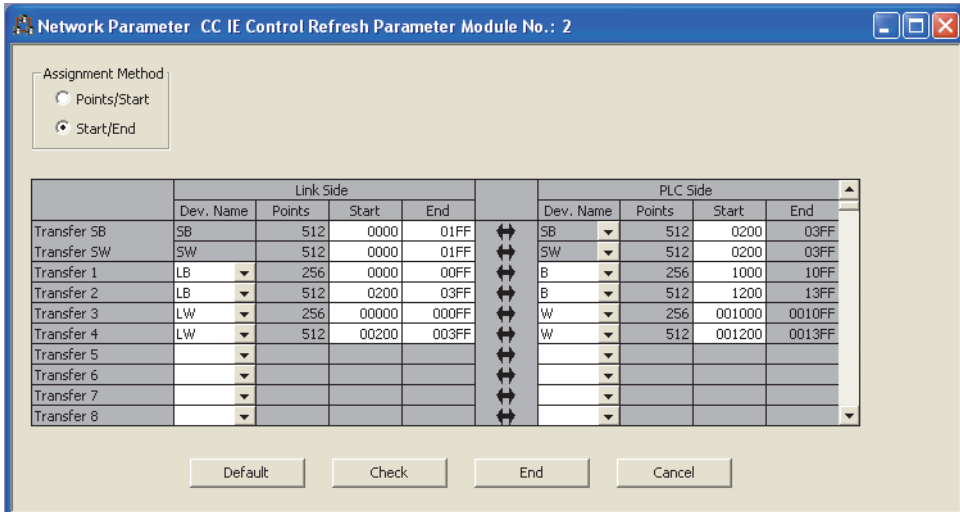 Network Parameter CC IE Control Refresh Parameter Module No.: 2
Assignment Method
Points/Start
Start/End
Link Side PLC Side
Dev. Name Points Start End Dev. Name Points Start End
Transfer SB SB 512 0000 01FF SB 512 0200 03FF
Transfer SW SW 512 0000 01FF SW 512 0200 03FF
Transfer 1 LB 256 0000 00FF B 256 1000 10FF
Transfer 2 LB 512 0200 03FF B 512 1200 13FF
Transfer 3 LW 256 00000 000FF W 256 001000 0010FF
Transfer 4 LW 512 00200 003FF W 512 001200 0013FF
Transfer 5
Transfer 6
Transfer 7
Transfer 8
Default Check End Cancel